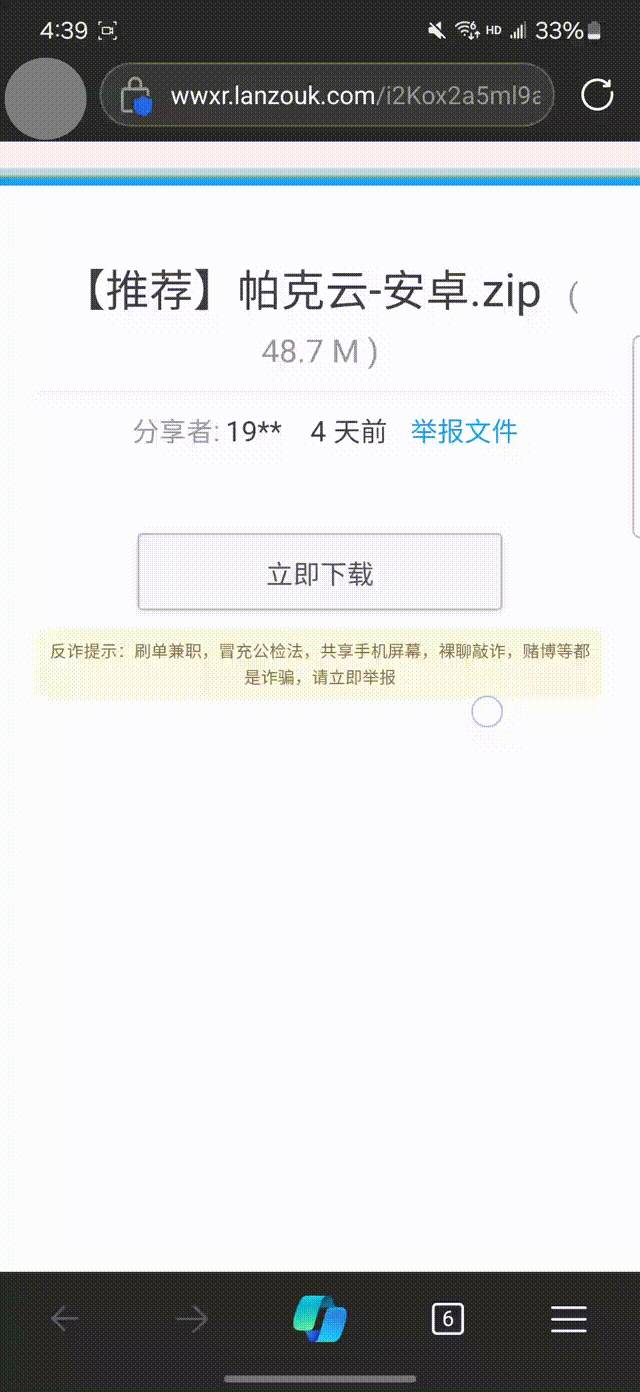 4:39 HD 33%
wwxr.lanzouk.com/i2Kox2a5ml9a
【推荐】帕克云-安卓.zip (
48.7 M )
分享者: 19** 4 天前 举报文件
立即下载
反诈提示：刷单兼职，冒充公检法，共享手机屏幕，裸聊敲诈，赌博等都
是诈骗，请立即举报
6